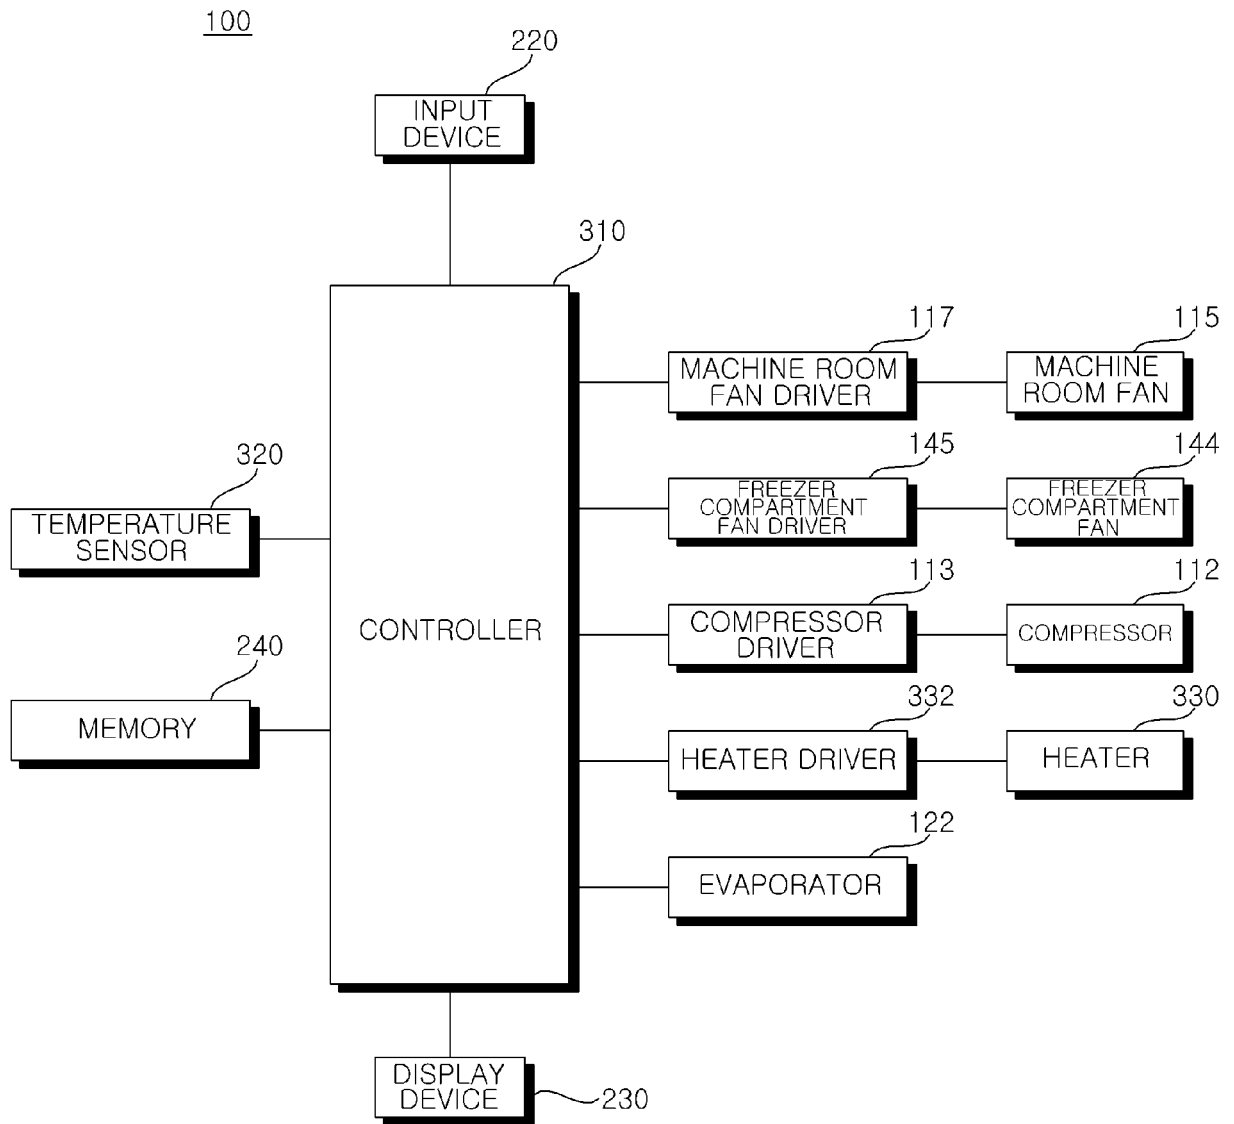 100
220
INPUT
DEVICE
310
117
115
MACHINE ROOM
FAN DRIVER
MACHINE
ROOM FAN
145
144
FREEZER
COMPARTMENT
FAN DRIVER
FREEZER
COMPARTMENT
FAN
320
TEMPERATURE
SENSOR
113
112
CONTROLLER
COMPRESSOR
DRIVER
COMPRESSOR
240
MEMORY
332
330
HEATER DRIVER
HEATER
122
EVAPORATOR
DISPLAY
DEVICE
230